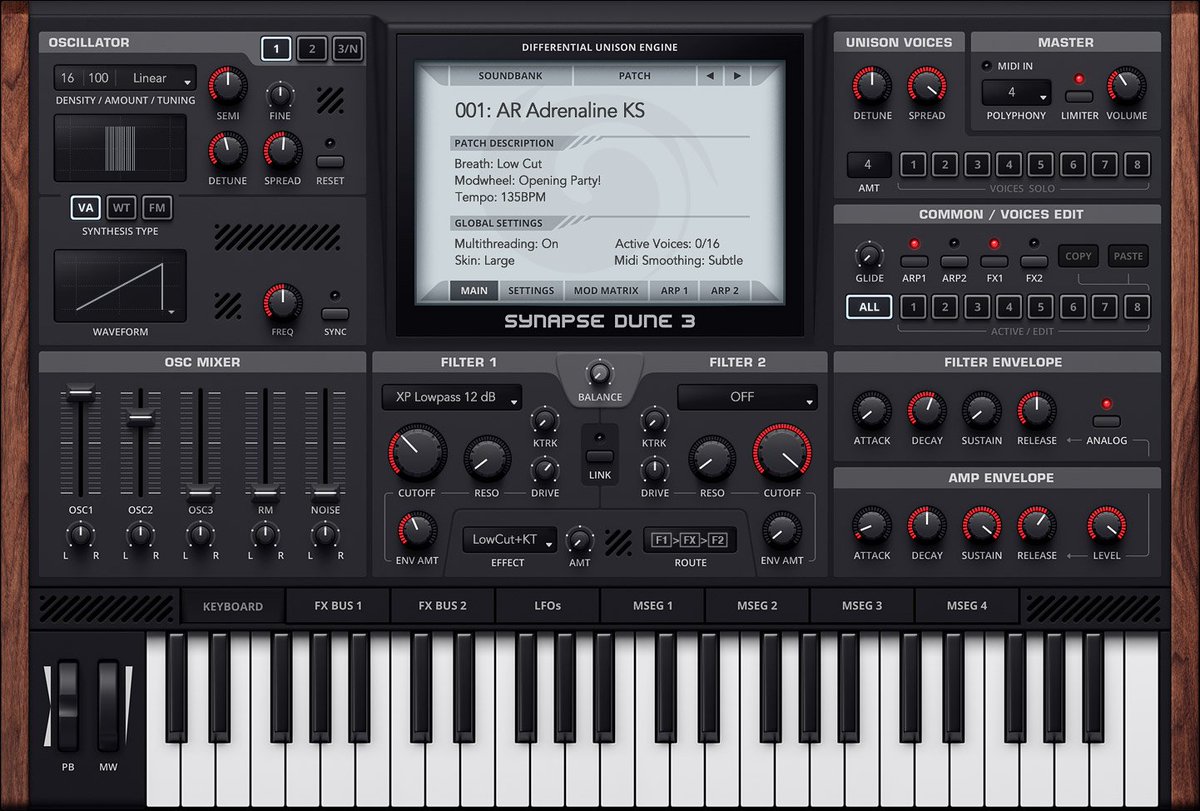 OSCILLATOR
1 2 3/N
16 100 Linear
DENSITY / AMOUNT / TUNING
SEMI
FINE
DETUNE
SPREAD
RESET
VA WT FM
SYNTHESIS TYPE
WAVEFORM
FREQ
SYNC
DIFFERENTIAL UNISON ENGINE
SOUNDBANK PATCH
001: AR Adrenaline KS
PATCH DESCRIPTION
Breath: Low Cut
Modwheel: Opening Party!
Tempo: 135BPM
GLOBAL SETTINGS
Multithreading: On Active Voices: 0/16
Skin: Large Midi Smoothing: Subtle
MAIN SETTINGS MOD MATRIX ARP 1 ARP 2
SYNAPSE DUNE 3
UNISON VOICES
DETUNE SPREAD
MASTER
MIDI IN
4
POLYPHONY LIMITER VOLUME
4 1 2 3 4 5 6 7 8
AMT
VOICES SOLO
COMMON / VOICES EDIT
GLIDE ARP1 ARP2 FX1 FX2 COPY PASTE
ALL 1 2 3 4 5 6 7 8
ACTIVE / EDIT
OSC MIXER
OSC1 OSC2 OSC3 RM NOISE
L R L R L R L R L R
FILTER 1
FILTER 2
BALANCE
XP Lowpass 12 dB
OFF
KTRK
KTRK
LINK
CUTOFF RESO DRIVE
DRIVE RESO CUTOFF
ENV AMT
LowCut+KT
EFFECT
AMT
F1>FX>F2
ROUTE
ENV AMT
FILTER ENVELOPE
ATTACK DECAY SUSTAIN RELEASE ANALOG
AMP ENVELOPE
ATTACK DECAY SUSTAIN RELEASE LEVEL
KEYBOARD FX BUS 1 FX BUS 2 LFOs MSEG 1 MSEG 2 MSEG 3 MSEG 4
PB MW